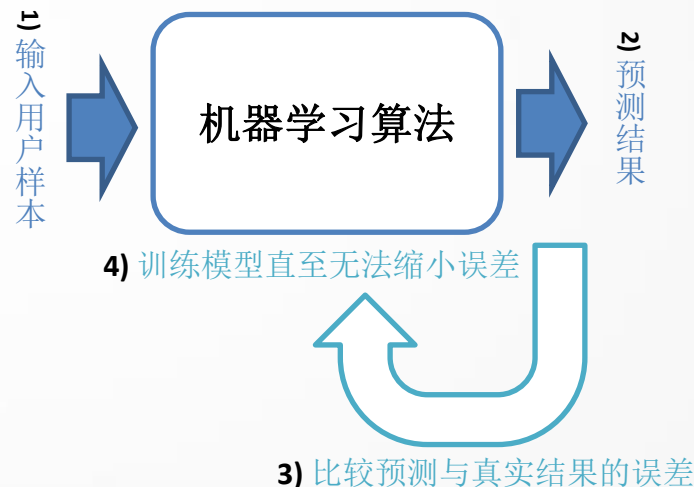 1) 输入用户样本
机器学习算法
2) 预测结果
4) 训练模型直至无法缩小误差
3) 比较预测与真实结果的误差